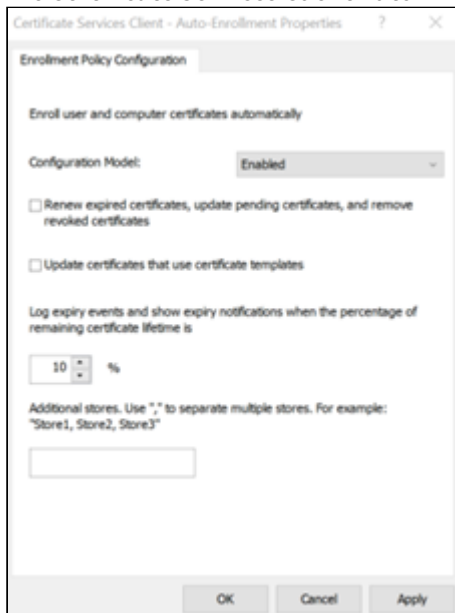 Certificate Services Client - Auto-Enrollment Properties ? ×
Enrollment Policy Configuration
Enroll user and computer certificates automatically
Configuration Model: Enabled
Renew expired certificates, update pending certificates, and remove
revoked certificates
Update certificates that use certificate templates
Log expiry events and show expiry notifications when the percentage of
remaining certificate lifetime is
10 %
Additional stores. Use "," to separate multiple stores. For example:
"Store1, Store2, Store3"
OK Cancel Apply